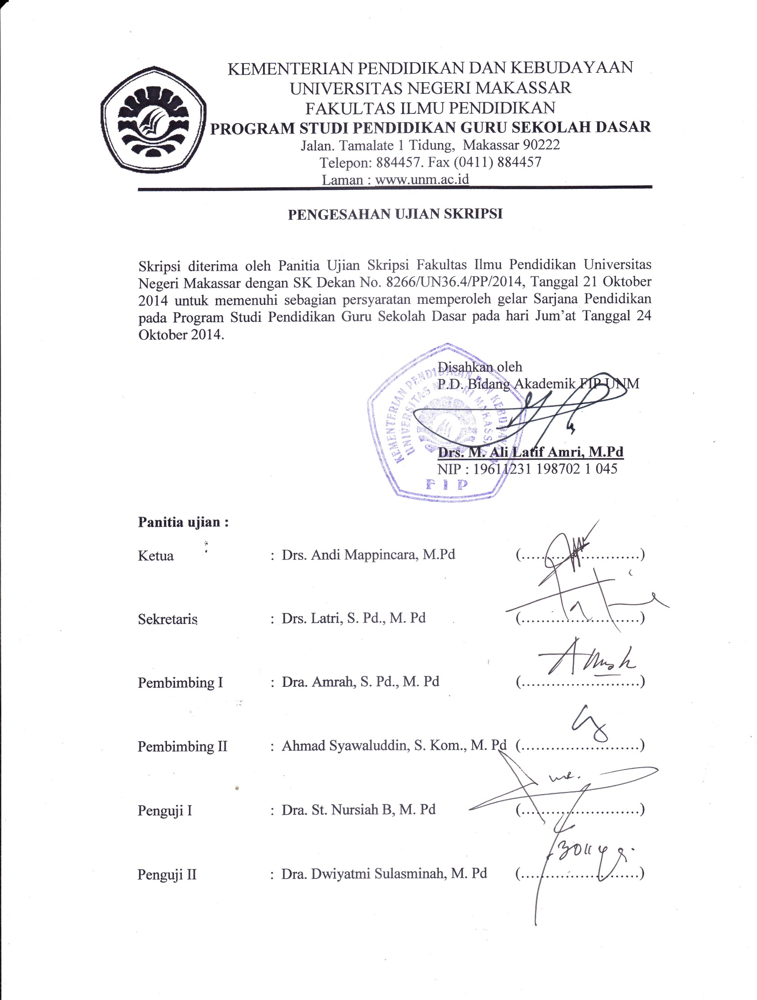 KEMENTERIAN PENDIDIKAN DAN KEBUDAYAAN
UNIVERSITAS NEGERI MAKASSAR
FAKULTAS ILMU PENDIDIKAN
PROGRAM STUDI PENDIDIKAN GURU SEKOLAH DASAR
Jalan. Tamalate 1 Tidung, Makassar 90222
Telepon: 884457. Fax (0411) 884457
Laman : www.unm.ac.id
PENGESAHAN UJIAN SKRIPSI
Skripsi diterima oleh Panitia Ujian Skripsi Fakultas Ilmu Pendidikan Universitas
Negeri Makassar dengan SK Dekan No. 8266/UN36.4/PP/2014, Tanggal 21 Oktober
2014 untuk memenuhi sebagian persyaratan memperoleh gelar Sarjana Pendidikan
pada Program Studi Pendidikan Guru Sekolah Dasar pada hari Jum'at Tanggal 24
Oktober 2014.
Disahkan oleh
P.D. Bidang Akademik FIP UNM
KEMENTERIAN PENDIDIKAN DAN KEBUDAYAAN
UNIVERSITAS NEGERI MAKASSAR
Drs. M. Ali Latif Amri, M.Pd
NIP : 19611231 198702 1 045
F I P
Panitia ujian :
Ketua : Drs. Andi Mappincara, M.Pd (.........................)
Sekretaris : Drs. Latri, S. Pd., M. Pd (.........................)
Pembimbing I : Dra. Amrah, S. Pd., M. Pd (.........................)
Pembimbing II : Ahmad Syawaluddin, S. Kom., M. Pd (.........................)
Penguji I : Dra. St. Nursiah B, M. Pd (.........................)
Penguji II : Dra. Dwiyatmi Sulasminah, M. Pd (.........................)